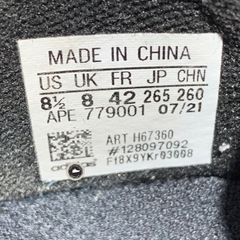 MADE IN CHINA
US UK FR JP CHN
8½ 8 42 265 260
APE 779001 07/21
ART H67360
#128097092
F18X9YKr03008
adidas